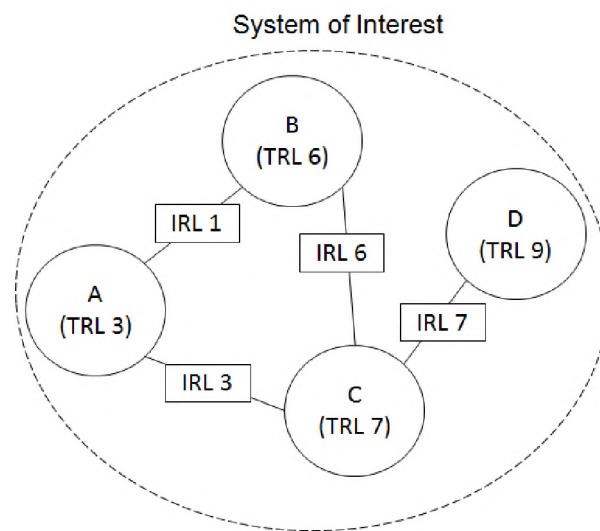 System of Interest
B
(TRL 6)
IRL 1
IRL 6
D
(TRL 9)
A
(TRL 3)
IRL 7
IRL 3
C
(TRL 7)